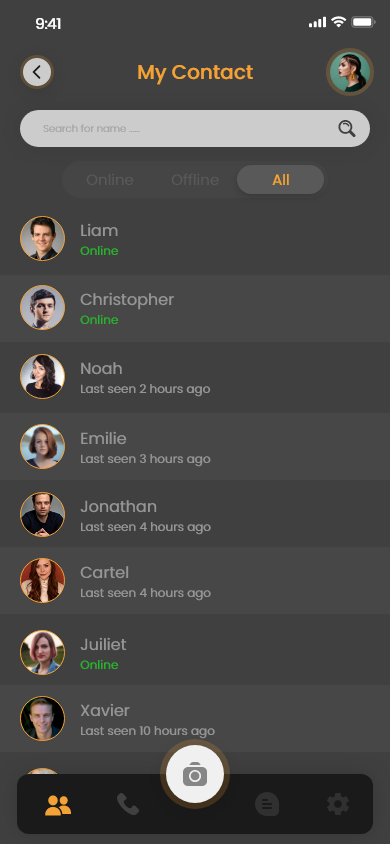 9:41
My Contact
Search for name .....
Online Offline All
Liam
Online
Christopher
Online
Noah
Last seen 2 hours ago
Emilie
Last seen 3 hours ago
Jonathan
Last seen 4 hours ago
Cartel
Last seen 4 hours ago
Juiliet
Online
Xavier
Last seen 10 hours ago